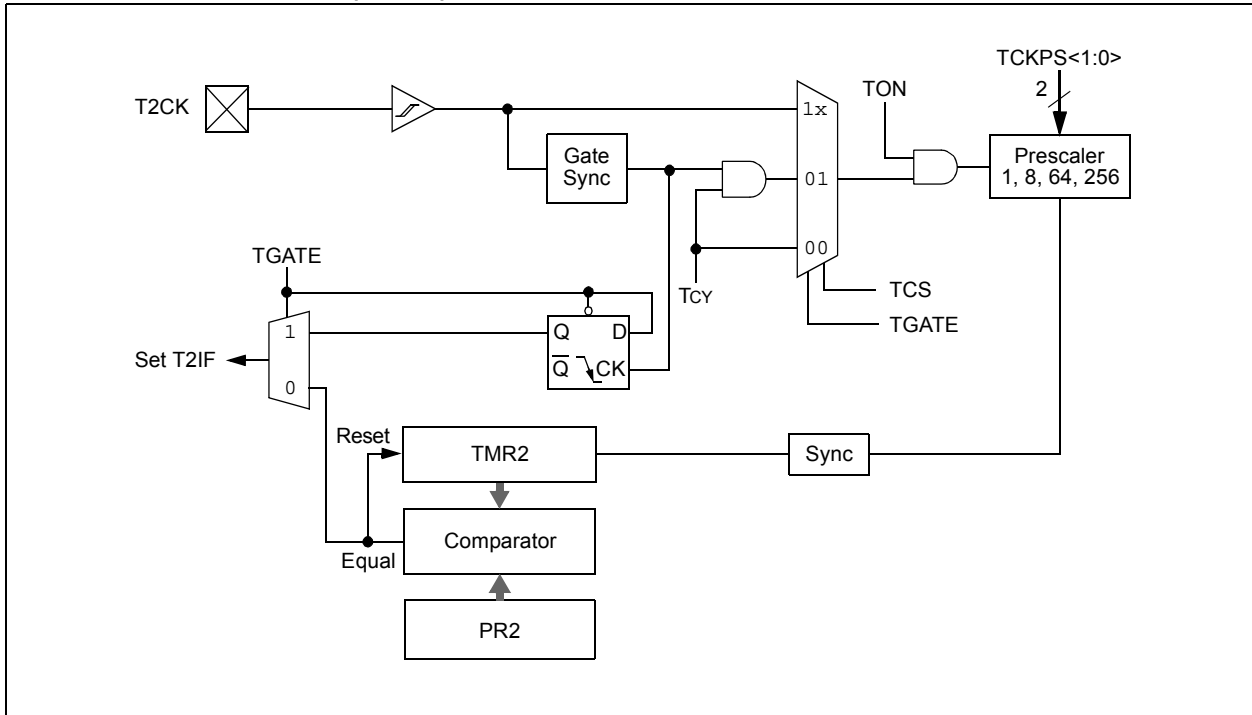 TCKPS<1:0>
2
T2CK
TON
1x
Gate
Sync
Prescaler
1, 8, 64, 256
01
00
TGATE
TCY
TCS
TGATE
1
Q D
Set T2IF
Q CK
0
Reset
TMR2
Sync
Comparator
Equal
PR2